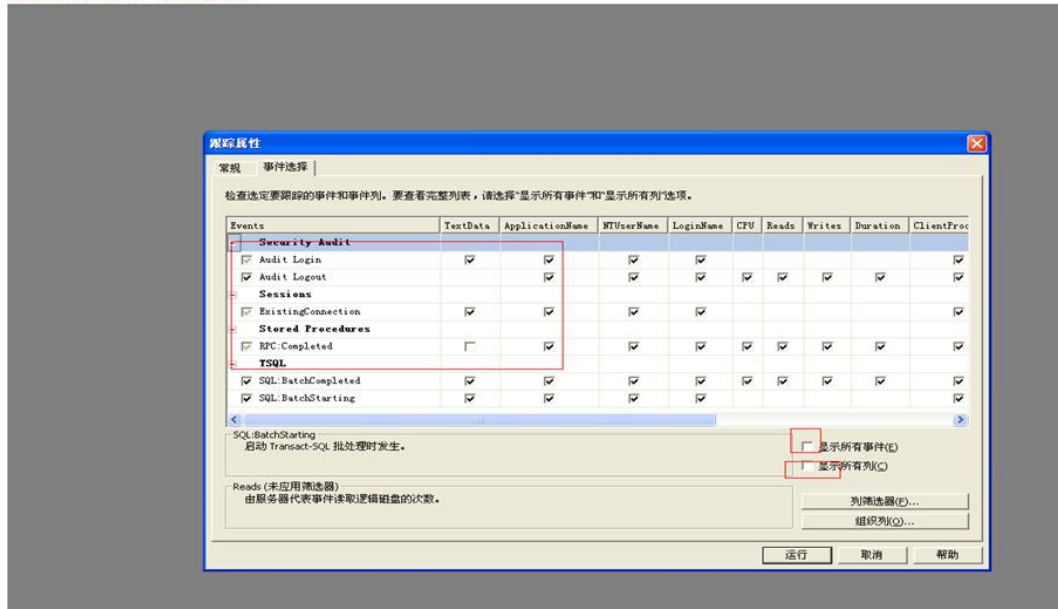 跟踪属性
常规 事件选择
检查选定要跟踪的事件和事件列。要查看完整列表，请选择"显示所有事件"和"显示所有列"选项。
Events TextData ApplicationName NTUserName LoginName CPU Reads Writes Duration ClientProc
Security Audit
Audit Login
Audit Logout
Sessions
ExistingConnection
Stored Procedures
RPC:Completed
TSQL
SQL:BatchCompleted
SQL:BatchStarting
SQL:BatchStarting
启动 Transact-SQL 批处理时发生。
显示所有事件(E)
显示所有列(C)
Reads (未应用筛选器)
由服务器代表事件读取逻辑磁盘的次数。
列筛选器(F)...
组织列(O)...
运行 取消 帮助